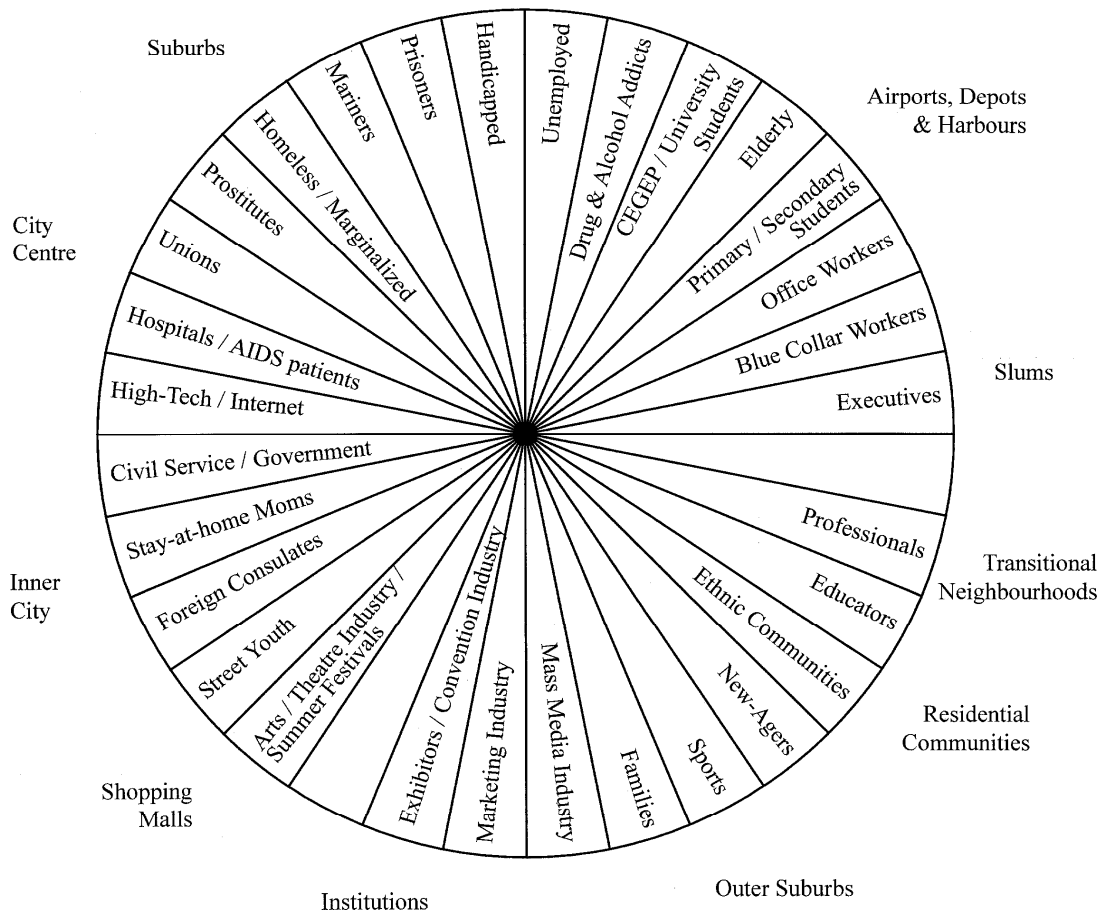 Suburbs
Airports, Depots
& Harbours
City
Centre
Slums
Inner
City
Transitional
Neighbourhoods
Residential
Communities
Shopping
Malls
Institutions
Outer Suburbs
Unemployed
Drug & Alcohol Addicts
CEGEP / University
Students
Elderly
Primary / Secondary
Students
Office Workers
Blue Collar Workers
Executives
Professionals
Educators
Ethnic Communities
New-Agers
Sports
Families
Mass Media Industry
Marketing Industry
Exhibitors / Convention Industry
Arts / Theatre Industry /
Summer Festivals
Street Youth
Foreign Consulates
Stay-at-home Moms
Civil Service / Government
High-Tech / Internet
Hospitals / AIDS patients
Unions
Prostitutes
Homeless / Marginalized
Mariners
Prisoners
Handicapped